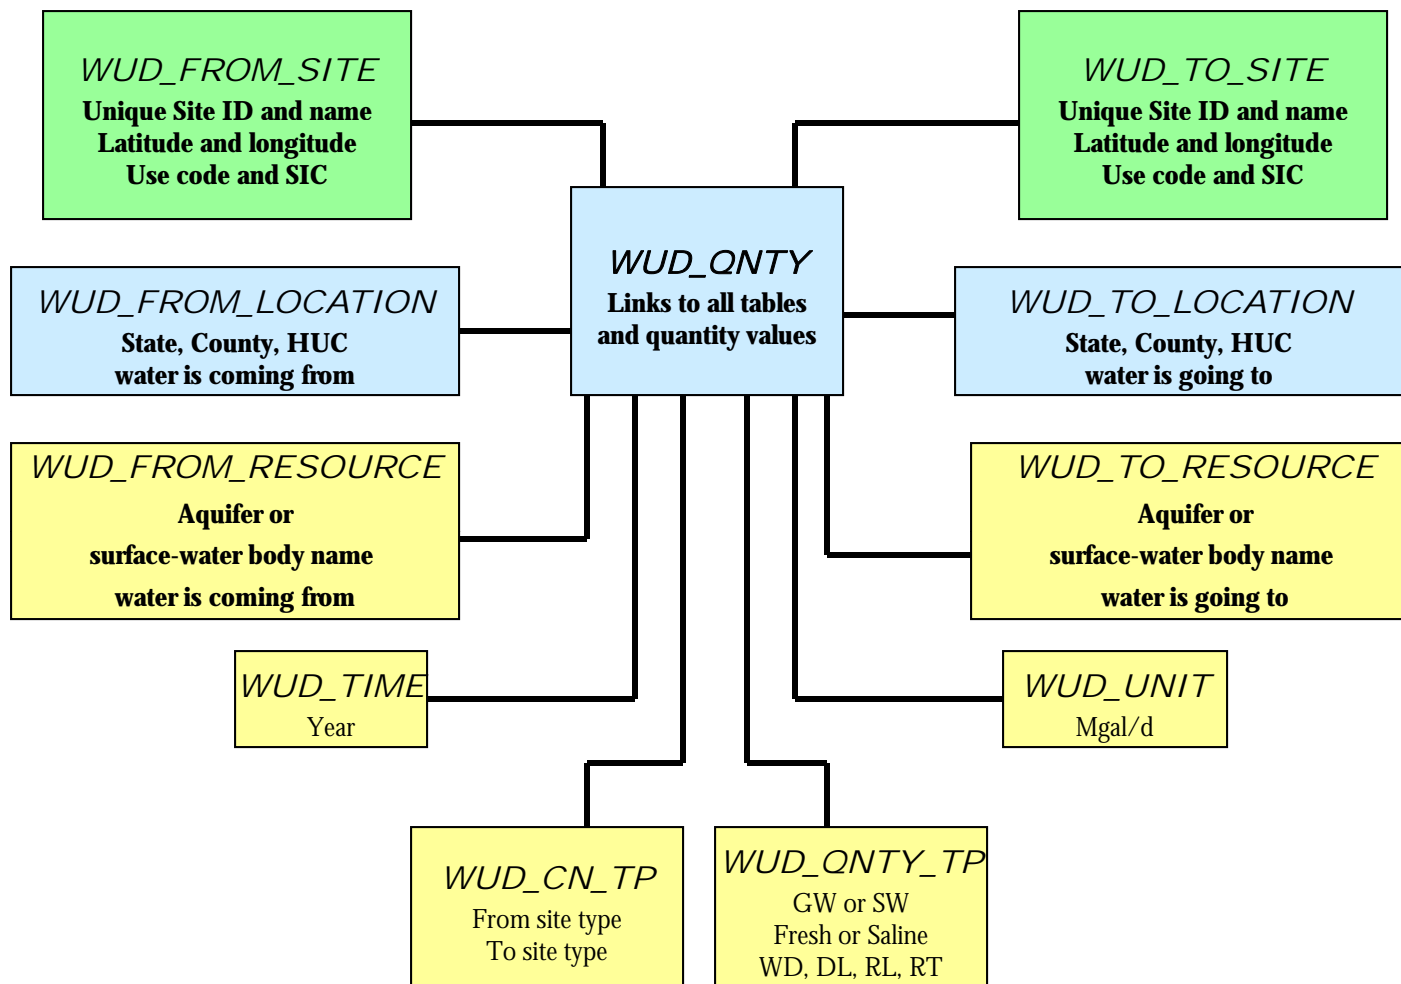 WUD_FROM_SITE
Unique Site ID and name
Latitude and longitude
Use code and SIC
WUD_TO_SITE
Unique Site ID and name
Latitude and longitude
Use code and SIC
WUD_QNTY
Links to all tables
and quantity values
WUD_FROM_LOCATION
State, County, HUC
water is coming from
WUD_TO_LOCATION
State, County, HUC
water is going to
WUD_FROM_RESOURCE
Aquifer or
surface-water body name
water is coming from
WUD_TO_RESOURCE
Aquifer or
surface-water body name
water is going to
WUD_TIME
Year
WUD_UNIT
Mgal/d
WUD_CN_TP
From site type
To site type
WUD_QNTY_TP
GW or SW
Fresh or Saline
WD, DL, RL, RT